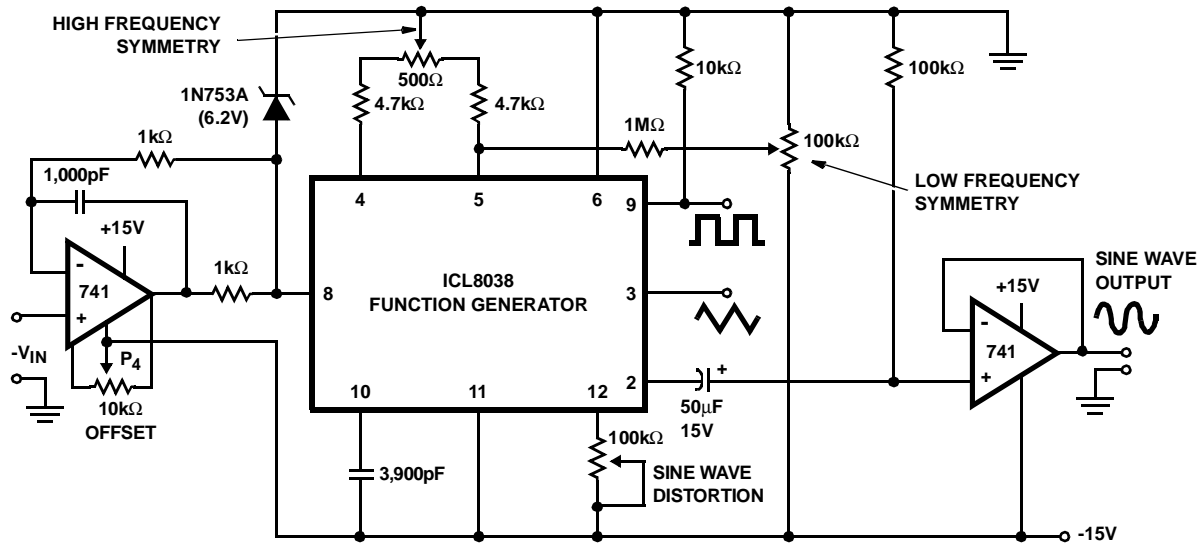 HIGH FREQUENCY
SYMMETRY
500Ω
10kΩ
100kΩ
1N753A
(6.2V)
4.7kΩ
4.7kΩ
1kΩ
1MΩ
100kΩ
1,000pF
LOW FREQUENCY
SYMMETRY
4
5
6
9
+15V
-
741
+
1kΩ
8
ICL8038
FUNCTION GENERATOR
3
SINE WAVE
OUTPUT
+15V
-
741
+
-VIN
P4
10kΩ
OFFSET
10
11
12
2
+
50µF
15V
100kΩ
3,900pF
SINE WAVE
DISTORTION
-15V